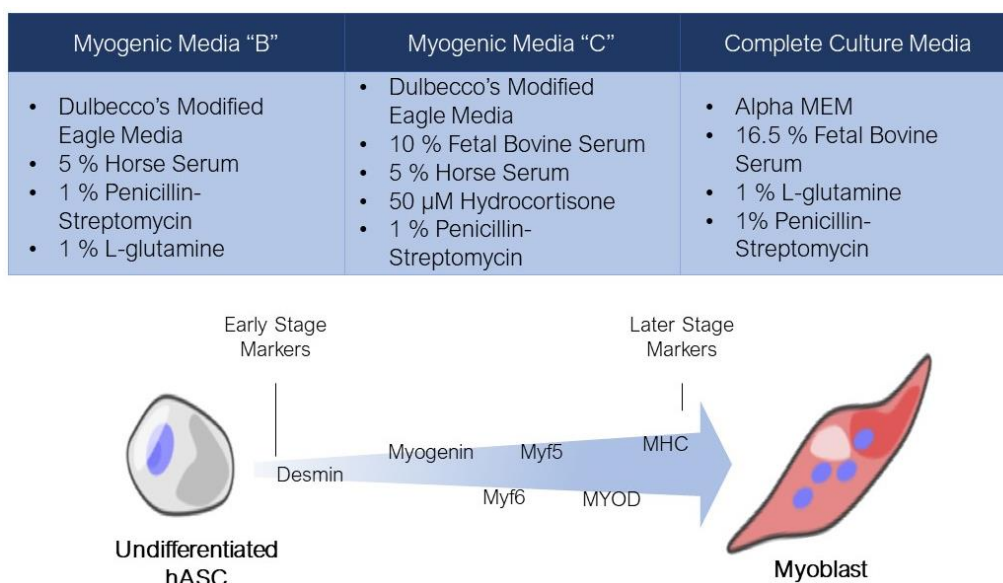 Myogenic Media “B”
Myogenic Media “C”
Complete Culture Media
• Dulbecco’s Modified
Eagle Media
• 5 % Horse Serum
• 1 % Penicillin-
Streptomycin
• 1 % L-glutamine
• Dulbecco’s Modified
Eagle Media
• 10 % Fetal Bovine Serum
• 5 % Horse Serum
• 50 µM Hydrocortisone
• 1 % Penicillin-
Streptomycin
• Alpha MEM
• 16.5 % Fetal Bovine
Serum
• 1 % L-glutamine
• 1% Penicillin-
Streptomycin
Early Stage
Markers
Later Stage
Markers
Desmin
Myogenin
Myf5
MHC
Myf6
MYOD
Undifferentiated
hASC
Myoblast